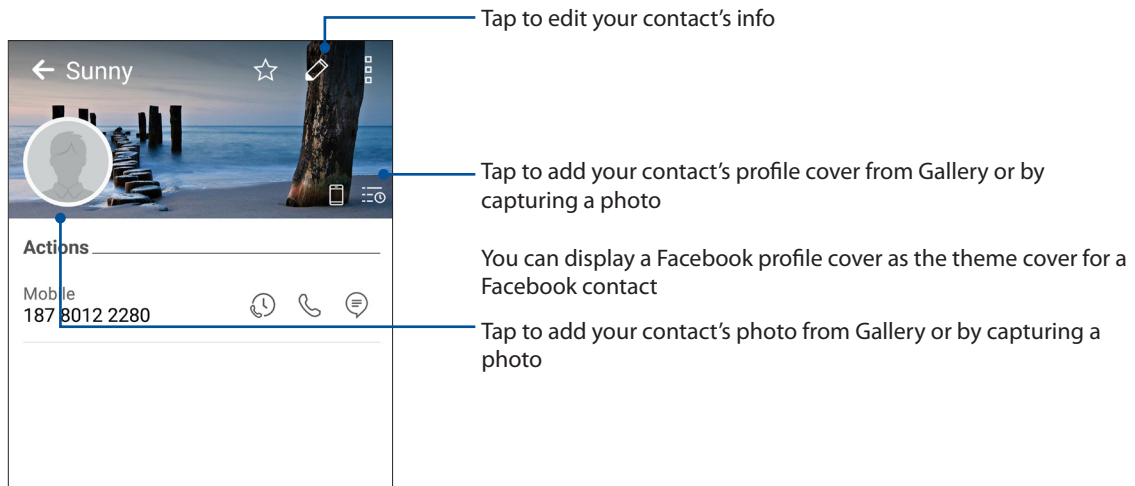 Tap to edit your contact’s info
Sunny
Tap to add your contact’s profile cover from Gallery or by
capturing a photo
Actions
You can display a Facebook profile cover as the theme cover for a
Facebook contact
Mobile
187 8012 2280
Tap to add your contact’s photo from Gallery or by capturing a
photo